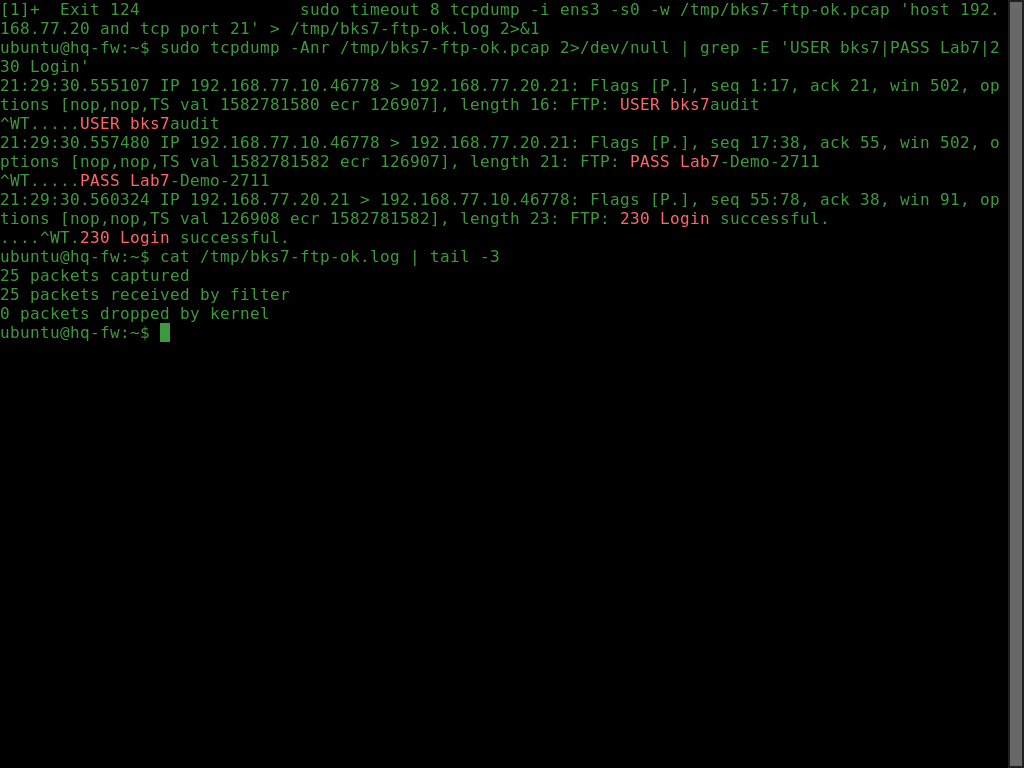 [1]+  Exit 124                sudo timeout 8 tcpdump -i ens3 -s0 -w /tmp/bks7-ftp-ok.pcap 'host 192.
168.77.20 and tcp port 21' > /tmp/bks7-ftp-ok.log 2>&1
ubuntu@hq-fw:~$ sudo tcpdump -Anr /tmp/bks7-ftp-ok.pcap 2>/dev/null | grep -E 'USER bks7|PASS Lab7|2
30 Login'
21:29:30.555107 IP 192.168.77.10.46778 > 192.168.77.20.21: Flags [P.], seq 1:17, ack 21, win 502, op
tions [nop,nop,TS val 1582781580 ecr 126907], length 16: FTP: USER bks7audit
^WT.....USER bks7audit
21:29:30.557480 IP 192.168.77.10.46778 > 192.168.77.20.21: Flags [P.], seq 17:38, ack 55, win 502, o
ptions [nop,nop,TS val 1582781582 ecr 126907], length 21: FTP: PASS Lab7-Demo-2711
^WT.....PASS Lab7-Demo-2711
21:29:30.560324 IP 192.168.77.20.21 > 192.168.77.10.46778: Flags [P.], seq 55:78, ack 38, win 91, op
tions [nop,nop,TS val 126908 ecr 1582781582], length 23: FTP: 230 Login successful.
....^WT.230 Login successful.
ubuntu@hq-fw:~$ cat /tmp/bks7-ftp-ok.log | tail -3
25 packets captured
25 packets received by filter
0 packets dropped by kernel
ubuntu@hq-fw:~$